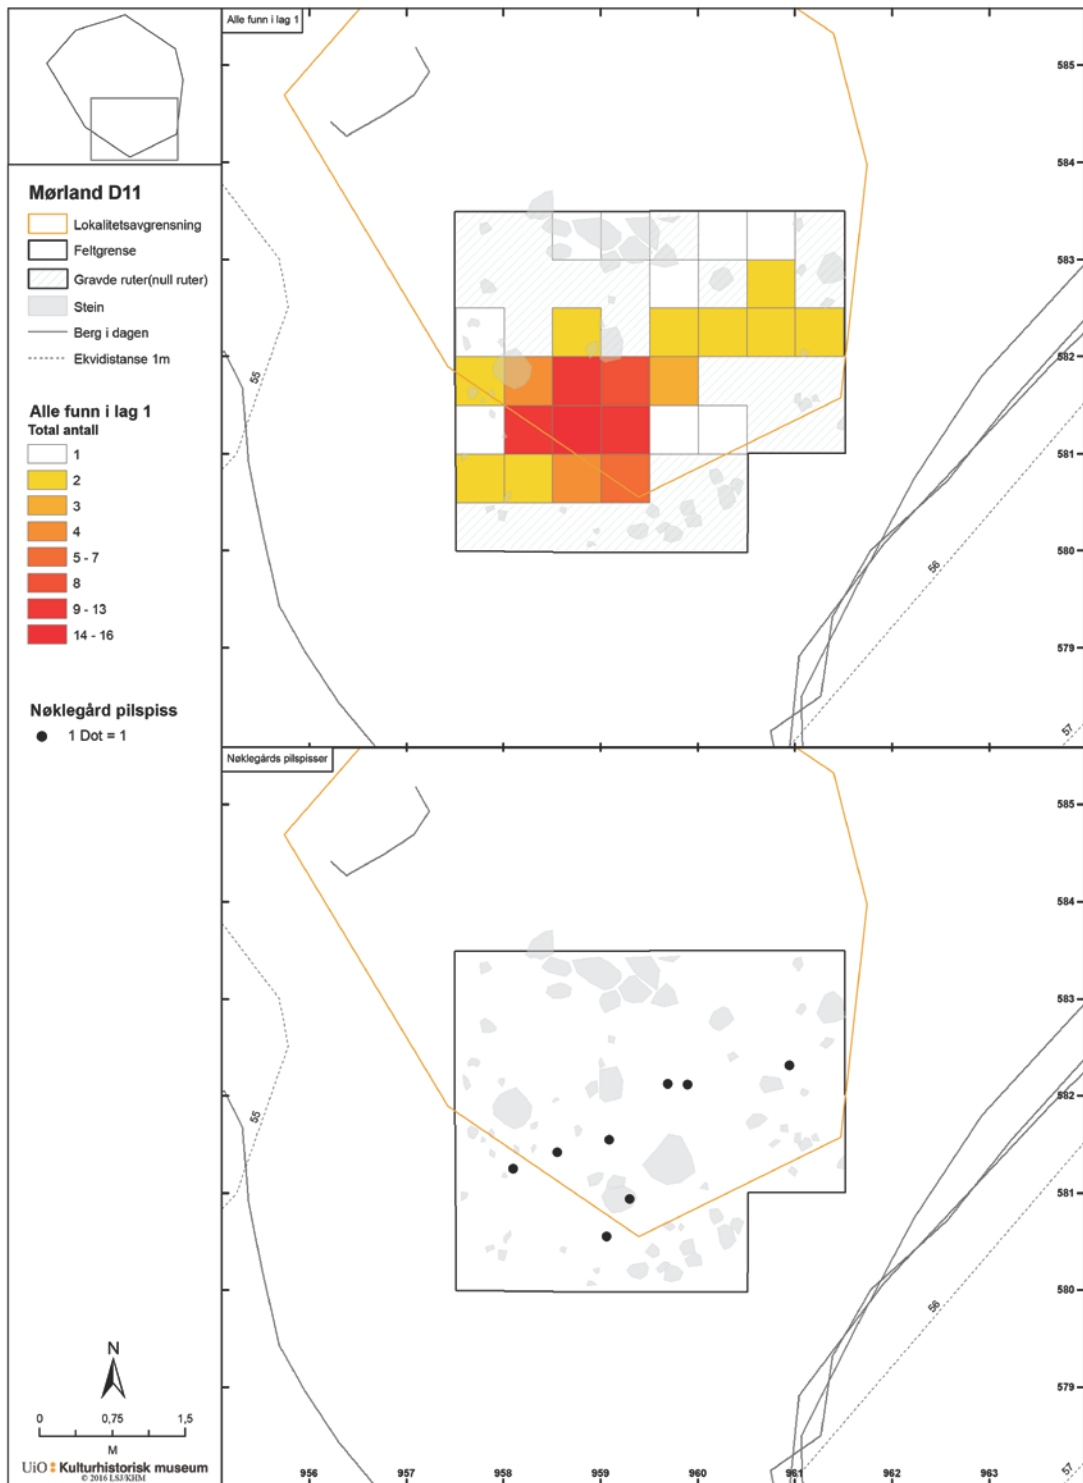 Alle funn i lag 1
585
584
583
582
581
580
579
55
56
57
Mørland D11
Lokalitetsavgrensning
Feltgrense
Gravde ruter(null ruter)
Stein
Berg i dagen
Ekvidistanse 1m
Alle funn i lag 1
Total antall
1
2
3
4
5 - 7
8
9 - 13
14 - 16
Nøklegård pilspiss
1 Dot = 1
Nøklegårds pilspisser
585
584
583
582
581
580
579
55
56
57
956 957 958 959 960 961 962 963
N
0 0,75 1,5
M
UiO Kulturhistorisk museum
© 2016 LSJ/KHM